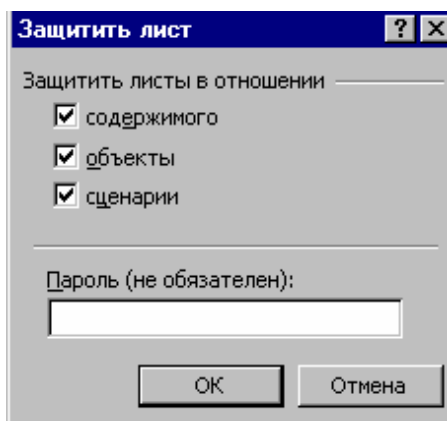 Защитить лист
Защитить листы в отношении
содержимого
объекты
сценарии
Пароль (не обязателен):
ОК
Отмена